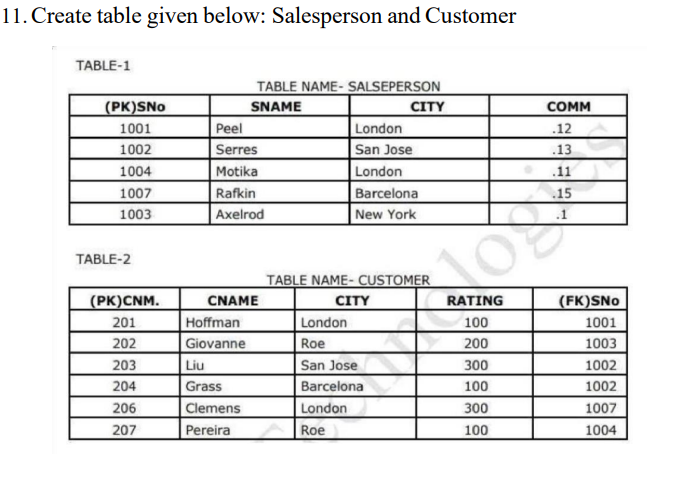 11. Create table given below: Salesperson and Customer
TABLE-1
TABLE NAME- SALSEPERSON
(PK)SNo SNAME CITY COMM
1001 Peel London .12
1002 Serres San Jose .13
1004 Motika London .11
1007 Rafkin Barcelona .15
1003 Axelrod New York .1
TABLE-2
TABLE NAME- CUSTOMER
(PK)CNM. CNAME CITY RATING (FK)SNo
201 Hoffman London 100 1001
202 Giovanne Roe 200 1003
203 Liu San Jose 300 1002
204 Grass Barcelona 100 1002
206 Clemens London 300 1007
207 Pereira Roe 100 1004
Technologies